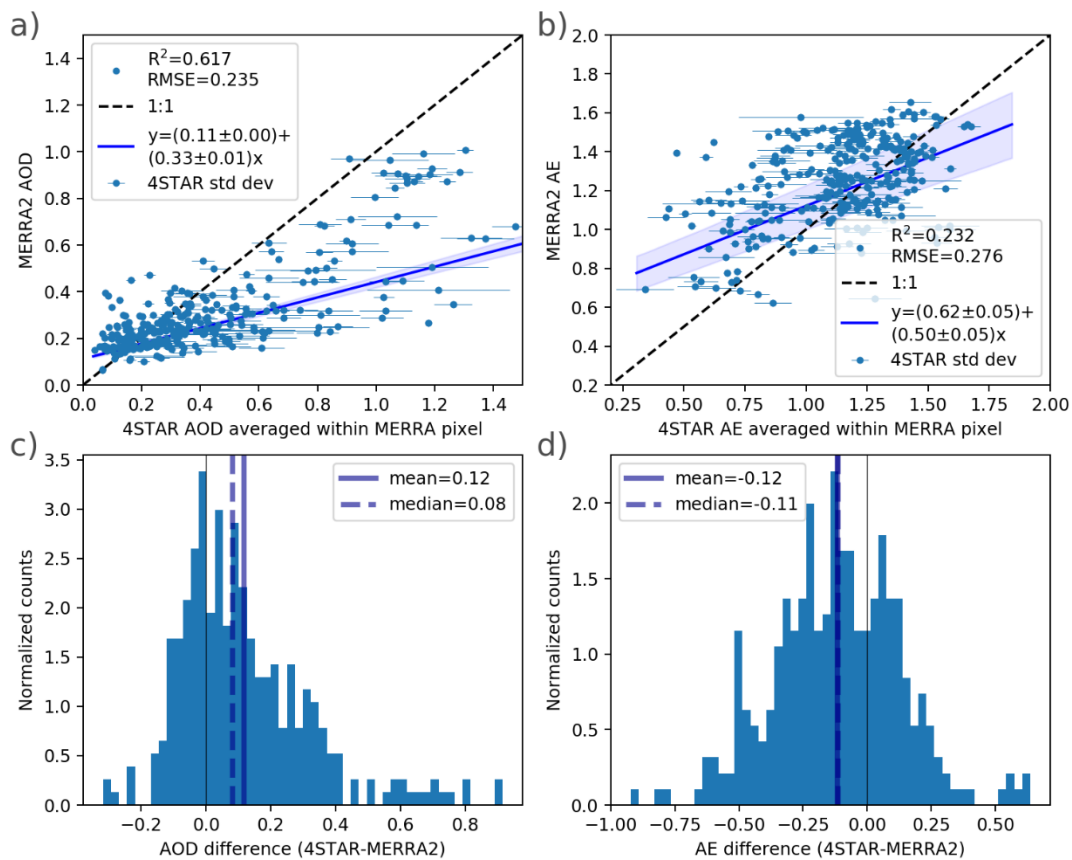 a)
R²=0.617
RMSE=0.235
1:1
y=(0.11±0.00)+
(0.33±0.01)x
4STAR std dev
MERRA2 AOD
1.4
1.2
1.0
0.8
0.6
0.4
0.2
0.0
0.0 0.2 0.4 0.6 0.8 1.0 1.2 1.4
4STAR AOD averaged within MERRA pixel
b)
R²=0.232
RMSE=0.276
1:1
y=(0.62±0.05)+
(0.50±0.05)x
4STAR std dev
MERRA2 AE
2.0
1.8
1.6
1.4
1.2
1.0
0.8
0.6
0.4
0.2
0.25 0.50 0.75 1.00 1.25 1.50 1.75 2.00
4STAR AE averaged within MERRA pixel
c)
mean=0.12
median=0.08
Normalized counts
3.5
3.0
2.5
2.0
1.5
1.0
0.5
0.0
−0.2 0.0 0.2 0.4 0.6 0.8
AOD difference (4STAR-MERRA2)
d)
mean=-0.12
median=-0.11
Normalized counts
2.0
1.5
1.0
0.5
0.0
−1.00 −0.75 −0.50 −0.25 0.00 0.25 0.50
AE difference (4STAR-MERRA2)